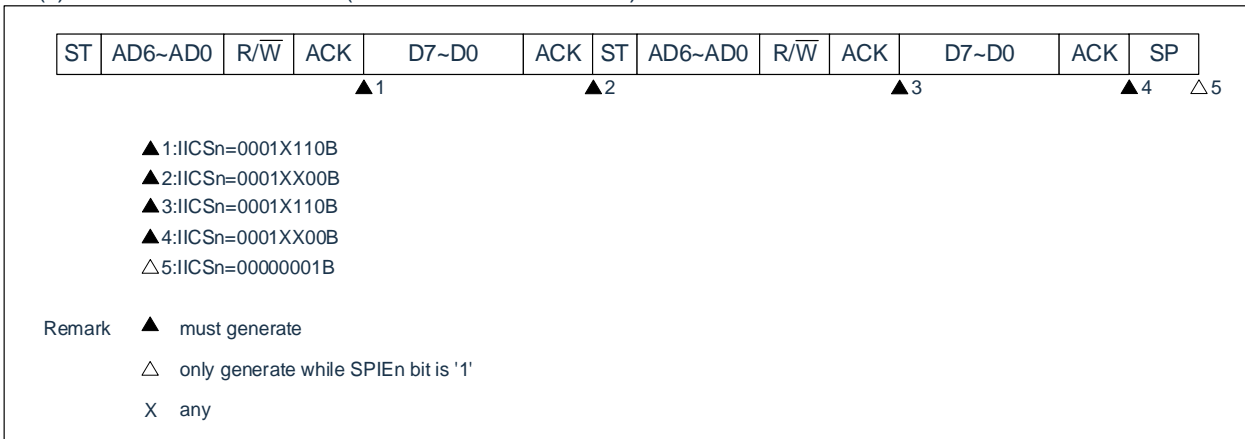 ST AD6~AD0 R/W̅ ACK D7~D0 ACK ST AD6~AD0 R/W̅ ACK D7~D0 ACK SP
▲1 ▲2 ▲3 ▲4 △5
▲1:IICSn=0001X110B
▲2:IICSn=0001XX00B
▲3:IICSn=0001X110B
▲4:IICSn=0001XX00B
△5:IICSn=00000001B
Remark ▲ must generate
△ only generate while SPIEn bit is '1'
X any